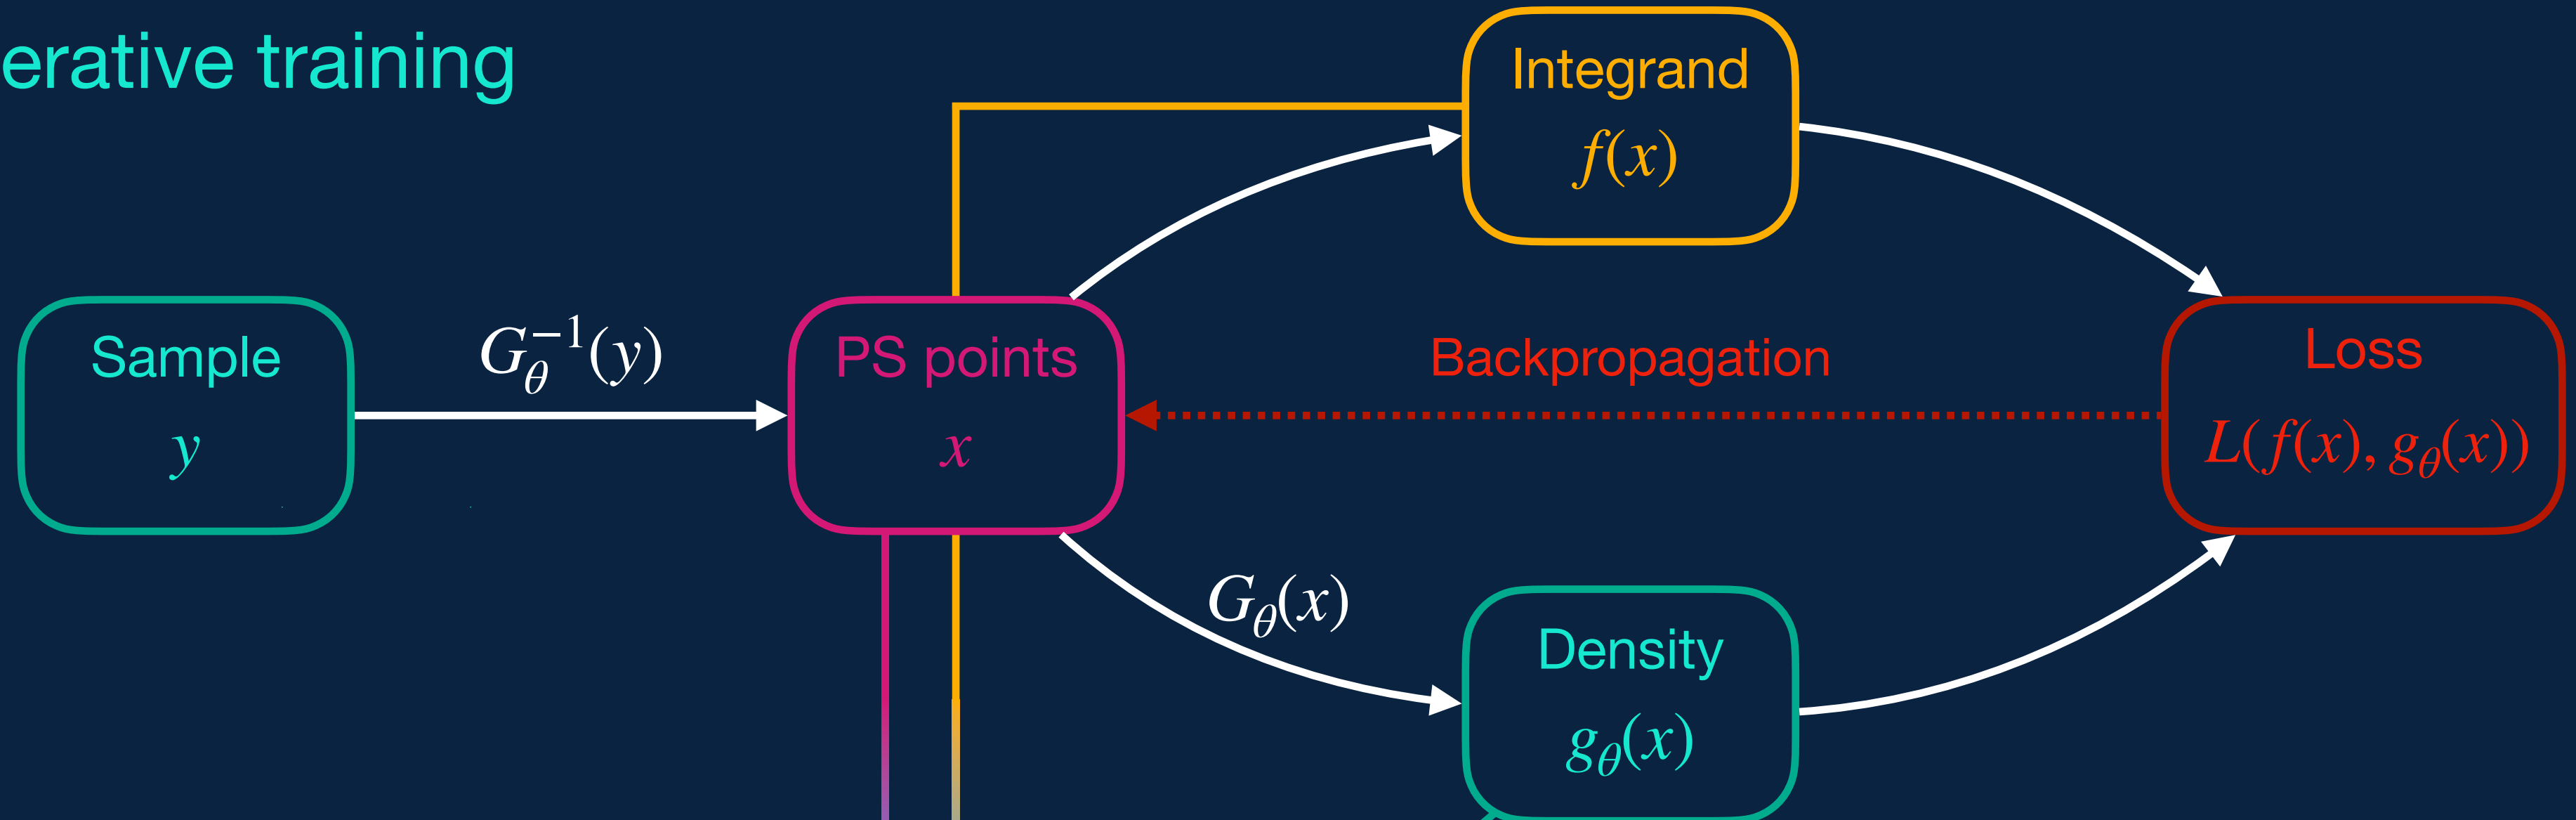 erative training
Integrand
f(x)
Sample
y
G_θ^{-1}(y)
PS points
x
Backpropagation
Loss
L(f(x), g_θ(x))
G_θ(x)
Density
g_θ(x)